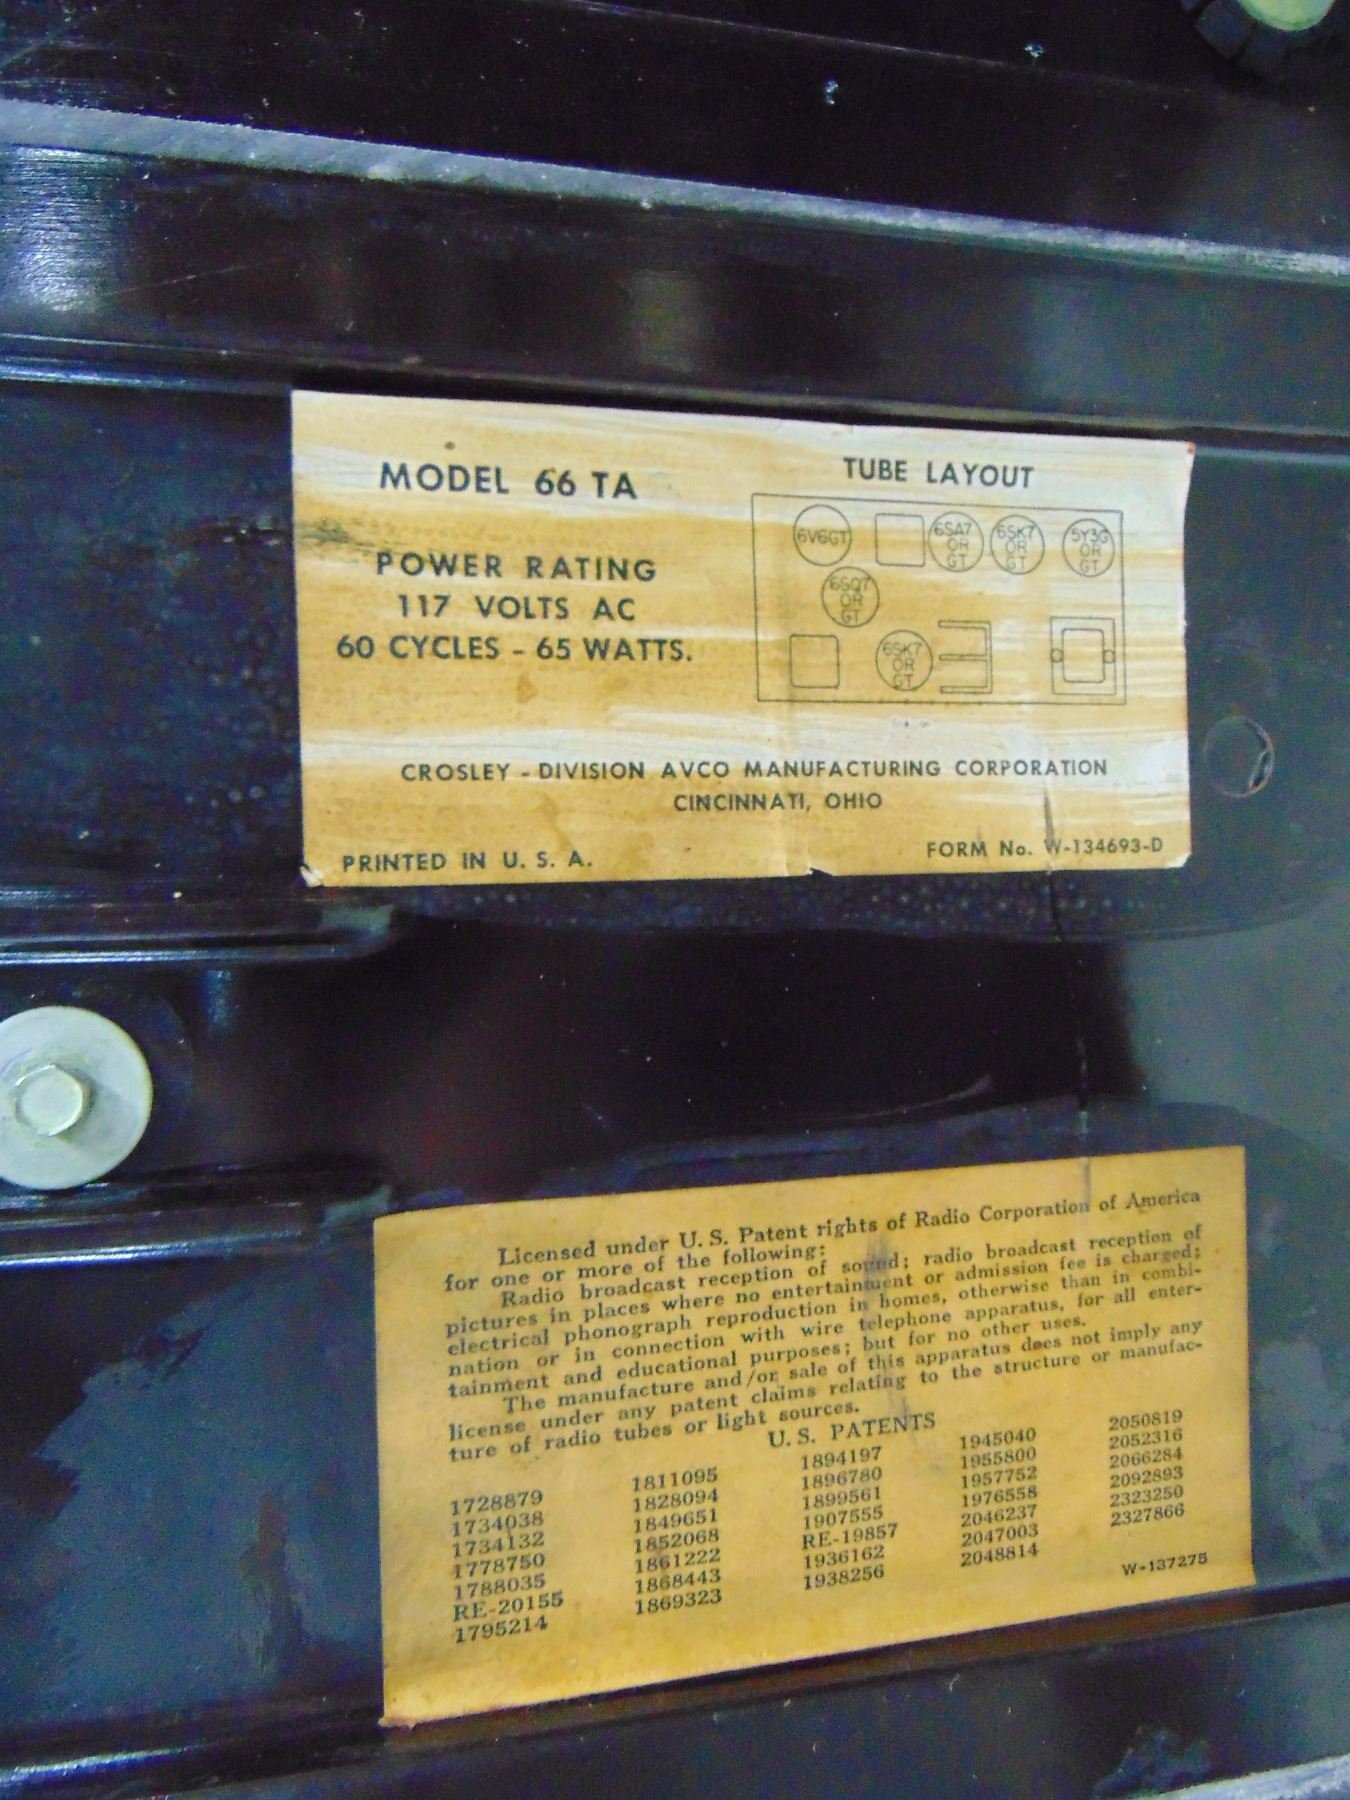 MODEL 66 TA
POWER RATING
117 VOLTS AC
60 CYCLES - 65 WATTS.
TUBE LAYOUT
6V6GT
6SA7
OR
GT
6SK7
OR
GT
5Y3G
OR
GT
6SQ7
OR
GT
6SK7
OR
GT
CROSLEY - DIVISION AVCO MANUFACTURING CORPORATION
CINCINNATI, OHIO
PRINTED IN U. S. A.
FORM No. W-134693-D
Licensed under U. S. Patent rights of Radio Corporation of America
for one or more of the following:
Radio broadcast reception of sound; radio broadcast reception of
pictures in places where no entertainment or admission fee is charged;
electrical phonograph reproduction in homes, otherwise than in combi-
nation or in connection with wire telephone apparatus, for all enter-
tainment and educational purposes; but for no other uses.
The manufacture and/or sale of this apparatus does not imply any
license under any patent claims relating to the structure or manufac-
ture of radio tubes or light sources.
U. S. PATENTS
1728879
1734038
1734132
1778750
1788035
RE-20155
1795214
1811095
1828094
1849651
1852068
1861222
1868443
1869323
1894197
1896780
1899561
1907555
RE-19857
1936162
1938256
1945040
1955800
1957752
1976558
2046237
2047003
2048814
2050819
2052316
2066284
2092893
2323250
2327866
W-137275